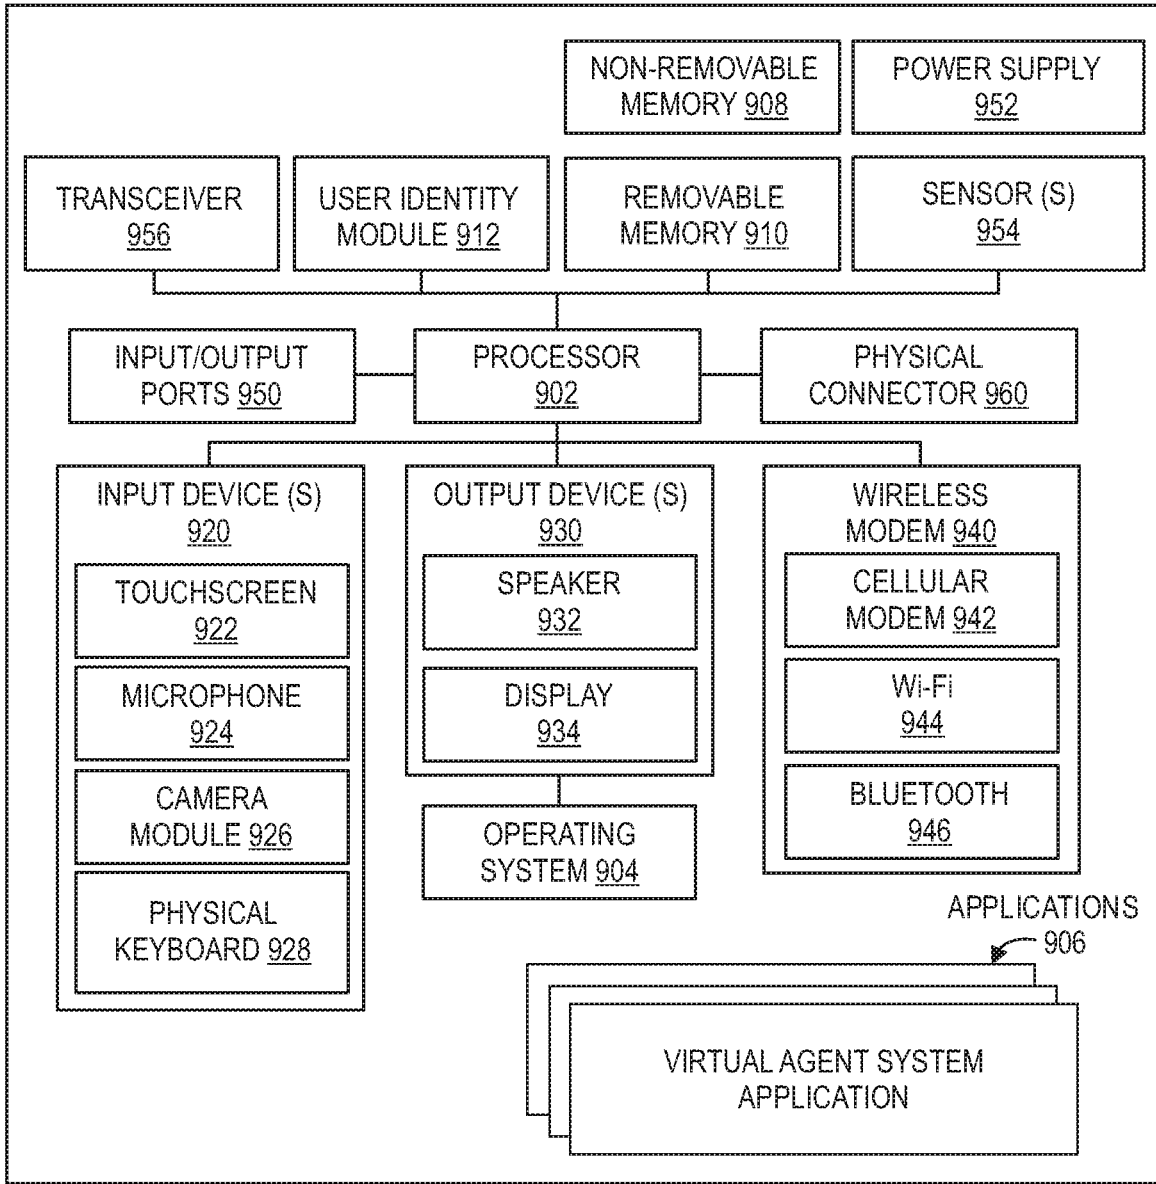 NON-REMOVABLE
MEMORY 908
POWER SUPPLY
952
TRANSCEIVER
956
USER IDENTITY
MODULE 912
REMOVABLE
MEMORY 910
SENSOR (S)
954
INPUT/OUTPUT
PORTS 950
PROCESSOR
902
PHYSICAL
CONNECTOR 960
INPUT DEVICE (S)
920
TOUCHSCREEN
922
MICROPHONE
924
CAMERA
MODULE 926
PHYSICAL
KEYBOARD 928
OUTPUT DEVICE (S)
930
SPEAKER
932
DISPLAY
934
OPERATING
SYSTEM 904
WIRELESS
MODEM 940
CELLULAR
MODEM 942
Wi-Fi
944
BLUETOOTH
946
APPLICATIONS
906
VIRTUAL AGENT SYSTEM
APPLICATION